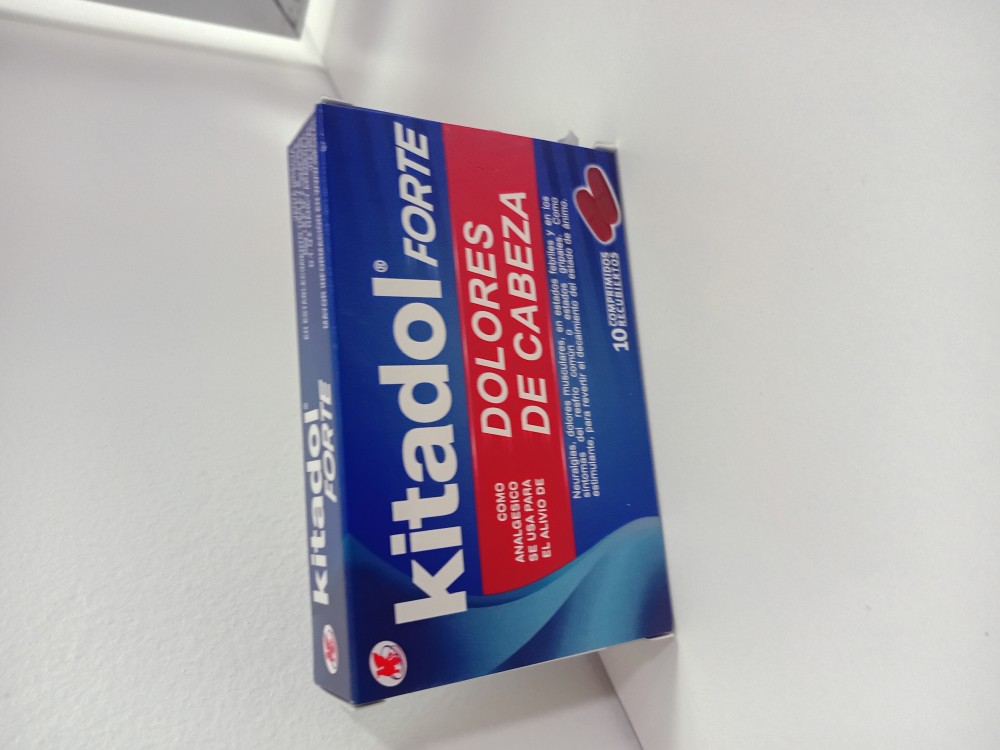 kitadol®
FORTE
kitadol® FORTE
COMO
ANALGESICO
SE USA PARA
EL ALIVIO DE
DOLORES
DE CABEZA
Neuralgias, dolores musculares, en estados febriles y en los
síntomas del resfrío común o estados gripales. Como
estimulante, para revertir el decaimiento del estado de ánimo.
10 COMPRIMIDOS
RECUBIERTOS